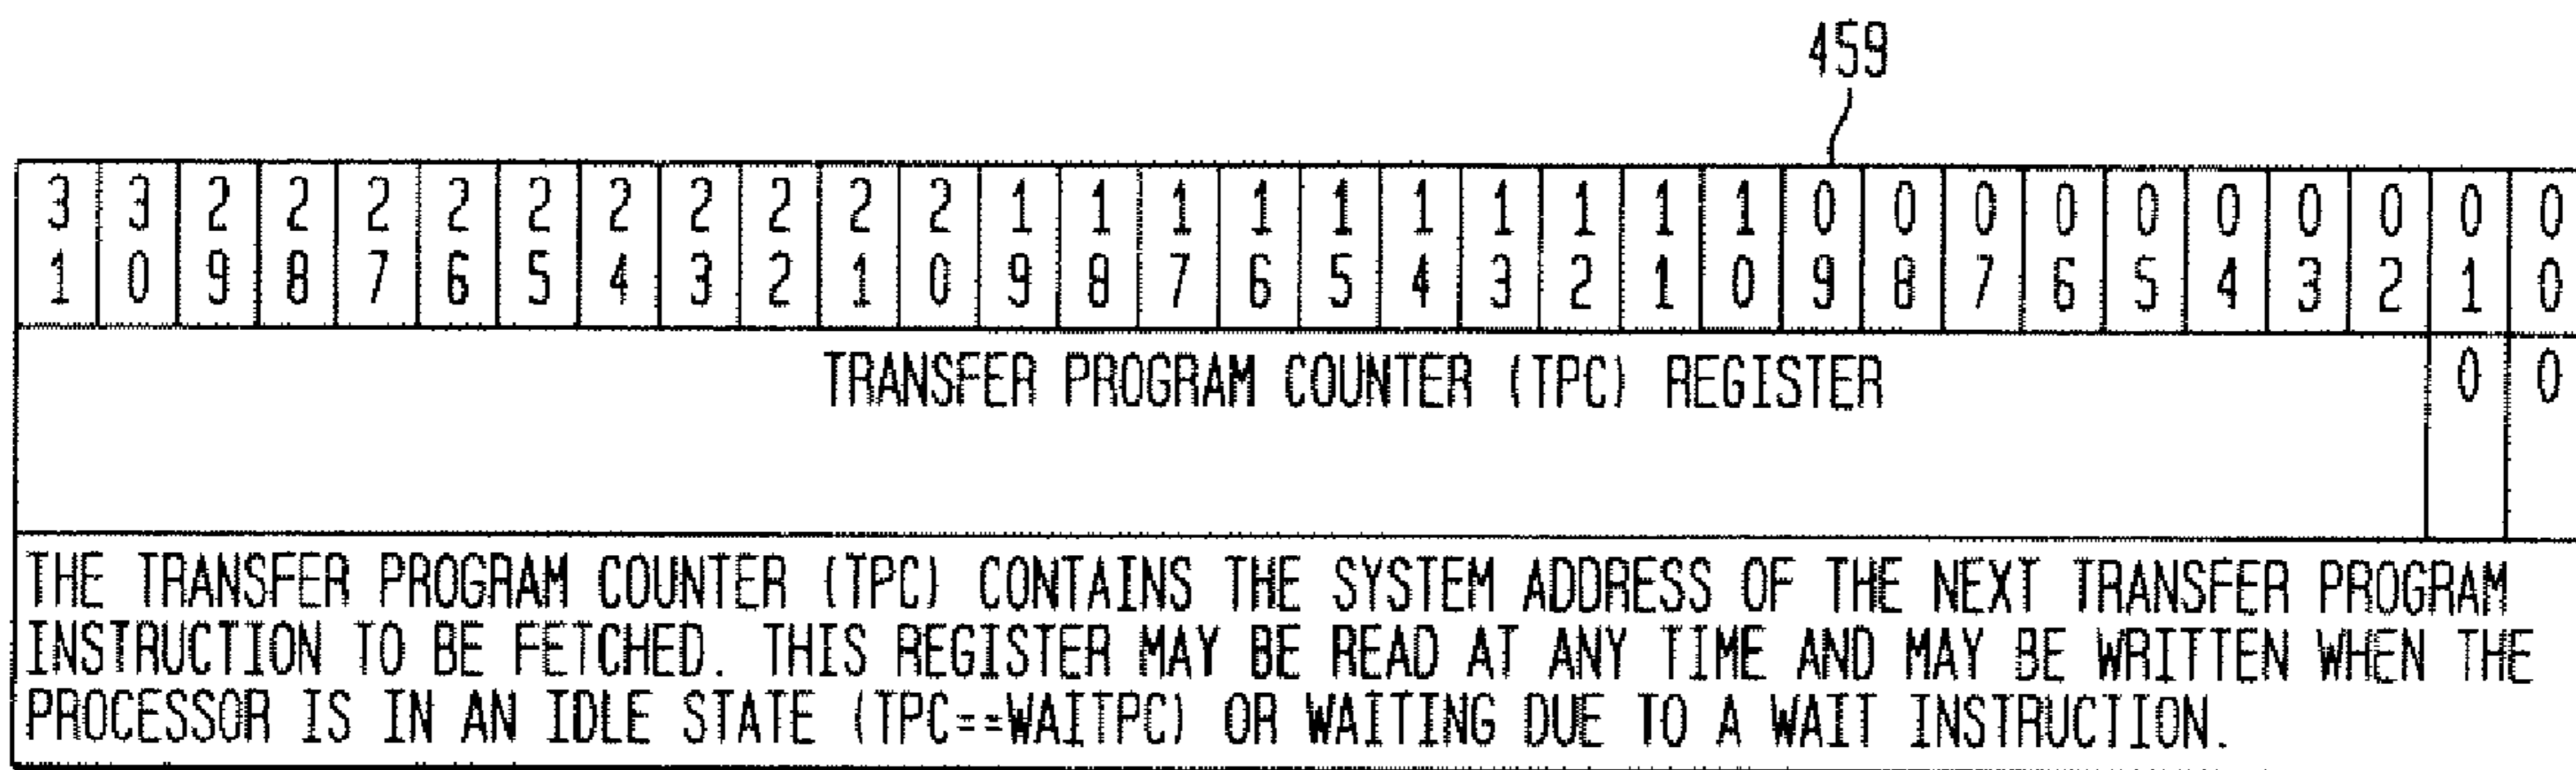 459
3 3 2 2 2 2 2 2 2 2 2 2 1 1 1 1 1 1 1 1 1 1 0 0 0 0 0 0 0 0 0 0
1 0 9 8 7 6 5 4 3 2 1 0 9 8 7 6 5 4 3 2 1 0 9 8 7 6 5 4 3 2 1 0
TRANSFER PROGRAM COUNTER (TPC) REGISTER 0 0
THE TRANSFER PROGRAM COUNTER (TPC) CONTAINS THE SYSTEM ADDRESS OF THE NEXT TRANSFER PROGRAM
INSTRUCTION TO BE FETCHED. THIS REGISTER MAY BE READ AT ANY TIME AND MAY BE WRITTEN WHEN THE
PROCESSOR IS IN AN IDLE STATE (TPC==WAITPC) OR WAITING DUE TO A WAIT INSTRUCTION.